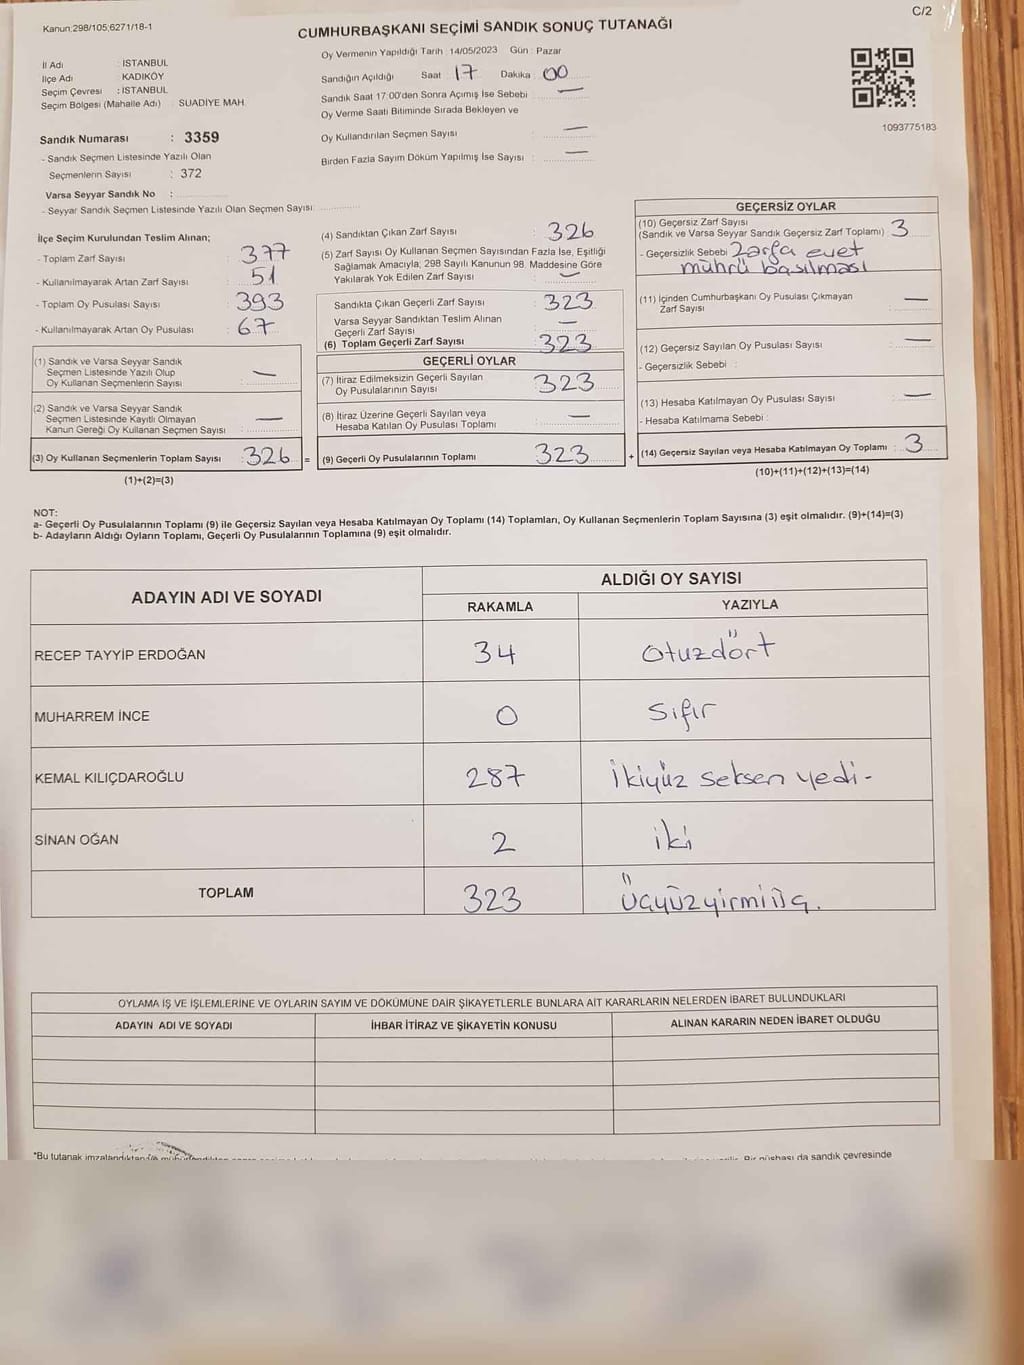 Kanun:298/105;6271/18-1
C/2
CUMHURBAŞKANI SEÇİMİ SANDIK SONUÇ TUTANAĞI
Oy Vermenin Yapıldığı Tarih : 14/05/2023 Gün : Pazar
İl Adı : İSTANBUL
İlçe Adı : KADIKÖY
Seçim Çevresi : İSTANBUL
Seçim Bölgesi (Mahalle Adı) : SUADİYE MAH.
Sandık Numarası : 3359
- Sandık Seçmen Listesinde Yazılı Olan
Seçmenlerin Sayısı : 372
Varsa Seyyar Sandık No :
- Seyyar Sandık Seçmen Listesinde Yazılı Olan Seçmen Sayısı:
Sandığın Açıldığı Saat 17 Dakika : 00
Sandık Saat 17:00'den Sonra Açımış İse Sebebi : —
Oy Verme Saati Bitiminde Sırada Bekleyen ve
Oy Kullandırılan Seçmen Sayısı : —
Birden Fazla Sayım Döküm Yapılmış İse Sayısı : —
1093775183
İlçe Seçim Kurulundan Teslim Alınan;
- Toplam Zarf Sayısı : 377
- Kullanılmayarak Artan Zarf Sayısı : 51
- Toplam Oy Pusulası Sayısı : 393
- Kullanılmayarak Artan Oy Pusulası : 67
(1) Sandık ve Varsa Seyyar Sandık
Seçmen Listesinde Yazılı Olup
Oy Kullanan Seçmenlerin Sayısı : —
(2) Sandık ve Varsa Seyyar Sandık
Seçmen Listesinde Kayıtlı Olmayan
Kanun Gereği Oy Kullanan Seçmen Sayısı : —
(3) Oy Kullanan Seçmenlerin Toplam Sayısı : 326 =
(1)+(2)=(3)
(4) Sandıktan Çıkan Zarf Sayısı : 326
(5) Zarf Sayısı Oy Kullanan Seçmen Sayısından Fazla İse, Eşitliği
Sağlamak Amacıyla; 298 Sayılı Kanunun 98. Maddesine Göre
Yakılarak Yok Edilen Zarf Sayısı : —
Sandıkta Çıkan Geçerli Zarf Sayısı : 323
Varsa Seyyar Sandıktan Teslim Alınan
Geçerli Zarf Sayısı : —
(6) Toplam Geçerli Zarf Sayısı : 323
GEÇERLİ OYLAR
(7) İtiraz Edilmeksizin Geçerli Sayılan
Oy Pusulalarının Sayısı : 323
(8) İtiraz Üzerine Geçerli Sayılan veya
Hesaba Katılan Oy Pusulası Toplamı : —
(9) Geçerli Oy Pusulalarının Toplamı : 323 +
GEÇERSİZ OYLAR
(10) Geçersiz Zarf Sayısı
(Sandık ve Varsa Seyyar Sandık Geçersiz Zarf Toplamı) : 3
- Geçersizlik Sebebi : Zarfa evet
mührü basılması
(11) İçinden Cumhurbaşkanı Oy Pusulası Çıkmayan
Zarf Sayısı : —
(12) Geçersiz Sayılan Oy Pusulası Sayısı : —
- Geçersizlik Sebebi :
(13) Hesaba Katılmayan Oy Pusulası Sayısı : —
- Hesaba Katılmama Sebebi :
(14) Geçersiz Sayılan veya Hesaba Katılmayan Oy Toplamı : 3
(10)+(11)+(12)+(13)=(14)
NOT:
a- Geçerli Oy Pusulalarının Toplamı (9) ile Geçersiz Sayılan veya Hesaba Katılmayan Oy Toplamı (14) Toplamları, Oy Kullanan Seçmenlerin Toplam Sayısına (3) eşit olmalıdır. (9)+(14)=(3)
b- Adayların Aldığı Oyların Toplamı, Geçerli Oy Pusulalarının Toplamına (9) eşit olmalıdır.
ADAYIN ADI VE SOYADI
ALDIĞI OY SAYISI
RAKAMLA YAZIYLA
RECEP TAYYİP ERDOĞAN 34 otuzdört
MUHARREM İNCE 0 Sıfır
KEMAL KILIÇDAROĞLU 287 İkiyüz seksen yedi-
SİNAN OĞAN 2 iki
TOPLAM 323 Üçyüzyirmiüç.
OYLAMA İŞ VE İŞLEMLERİNE VE OYLARIN SAYIM VE DÖKÜMÜNE DAİR ŞİKAYETLERLE BUNLARA AİT KARARLARIN NELERDEN İBARET BULUNDUKLARI
ADAYIN ADI VE SOYADI İHBAR İTİRAZ VE ŞİKAYETİN KONUSU ALINAN KARARIN NEDEN İBARET OLDUĞU
*Bu tutanak imzalandıktan Bir nüshası da sandık çevresinde